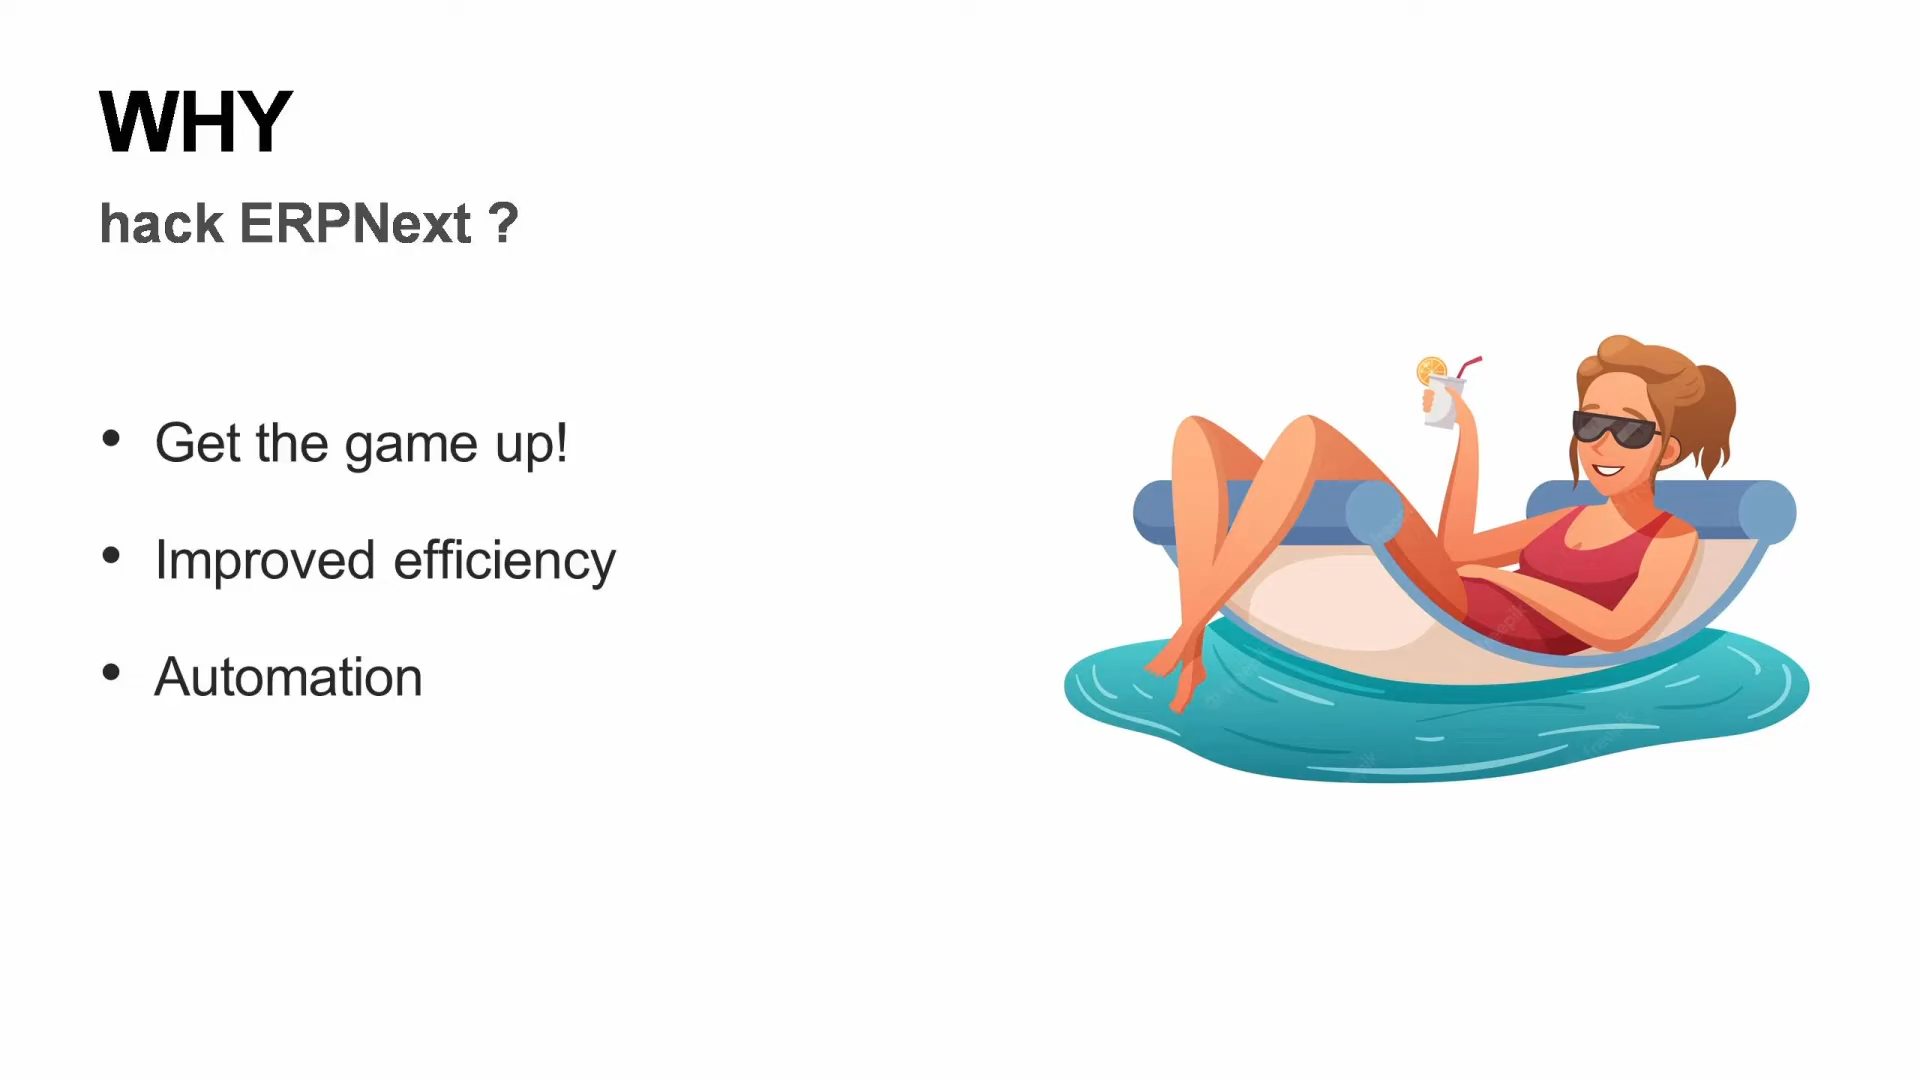 WHY
hack ERPNext ?
• Get the game up!
• Improved efficiency
• Automation